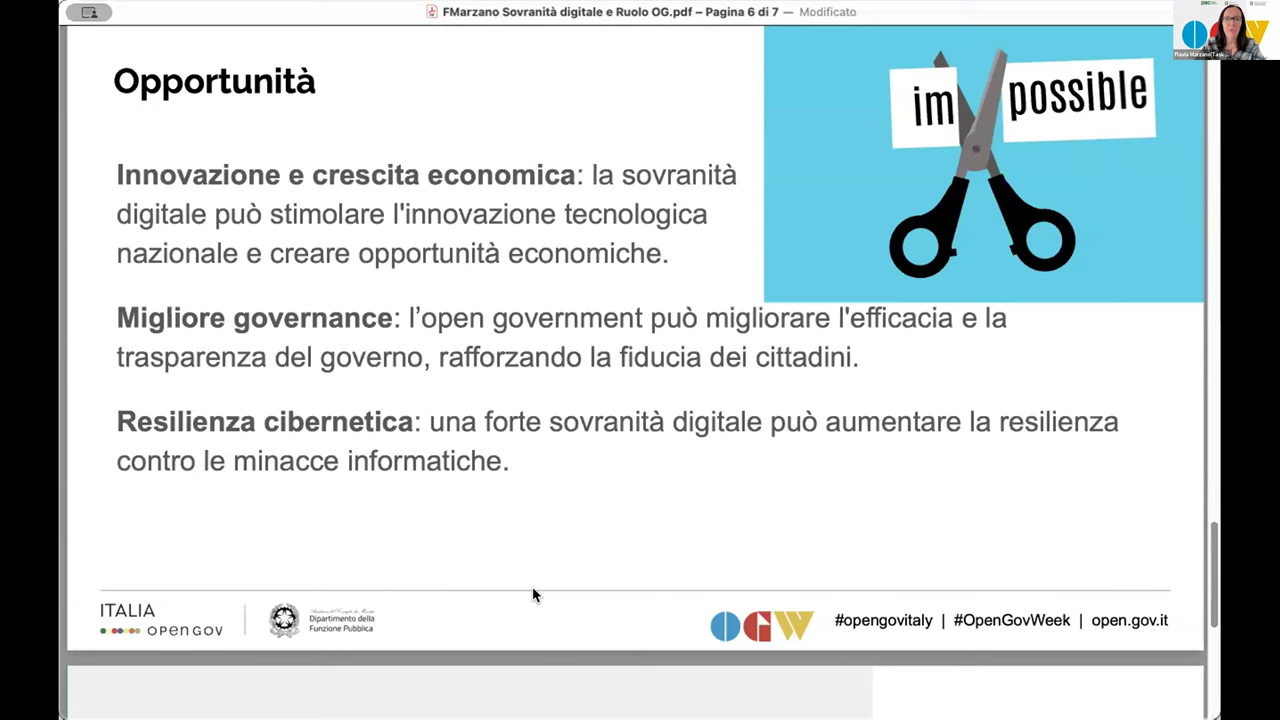 FMarzano Sovranità digitale e Ruolo OG.pdf – Pagina 6 di 7 — Modificato
Opportunità
im possible
Innovazione e crescita economica: la sovranità
digitale può stimolare l'innovazione tecnologica
nazionale e creare opportunità economiche.
Migliore governance: l’open government può migliorare l'efficacia e la
trasparenza del governo, rafforzando la fiducia dei cittadini.
Resilienza cibernetica: una forte sovranità digitale può aumentare la resilienza
contro le minacce informatiche.
ITALIA
OPEN GOV
Dipartimento della
Funzione Pubblica
OGW
#opengovitaly | #OpenGovWeek | open.gov.it